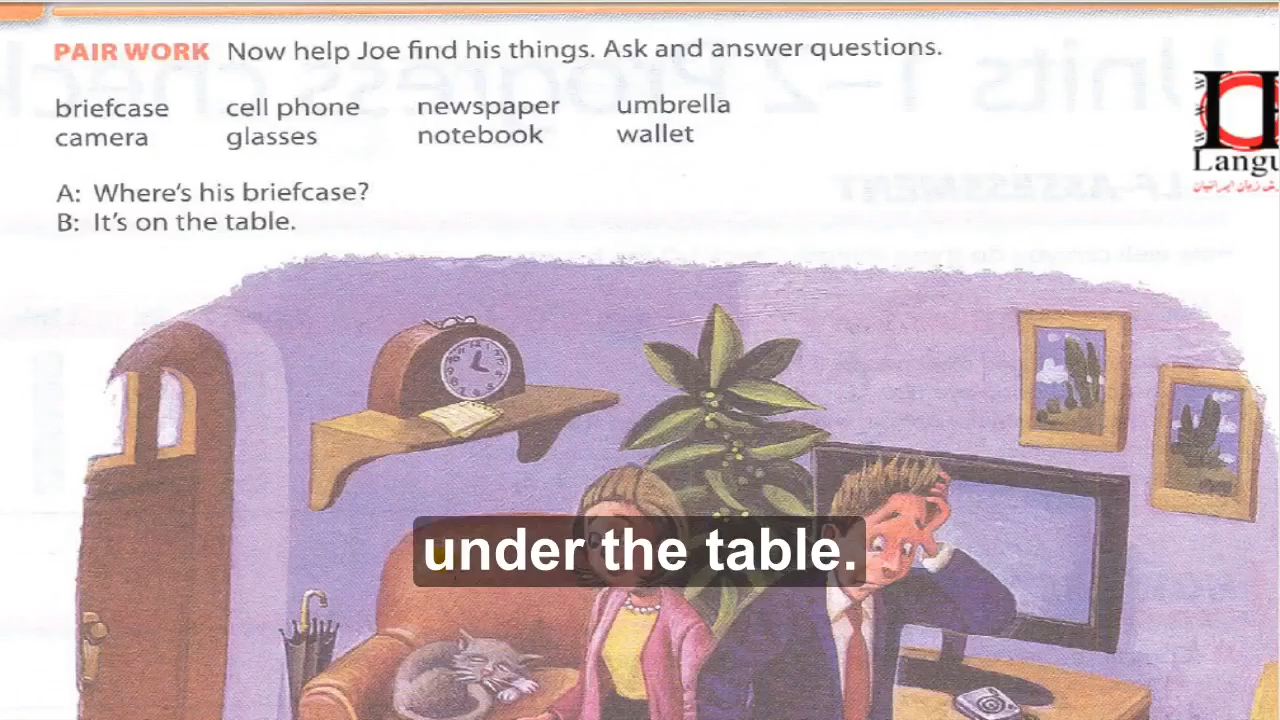 PAIR WORK Now help Joe find his things. Ask and answer questions.
briefcase cell phone newspaper umbrella
camera glasses notebook wallet
A: Where's his briefcase?
B: It's on the table.
Langu
under the table.